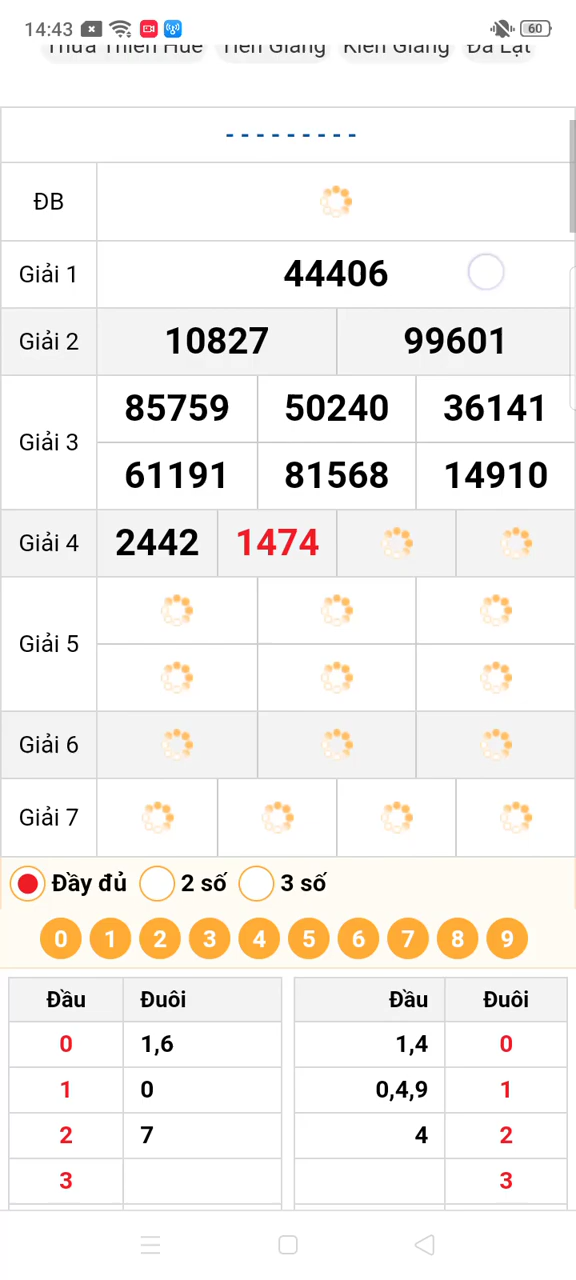 14:43 60
Thừa Thiên Huế Tiền Giang Kiên Giang Đà Lạt
---------
ĐB
Giải 1 44406
Giải 2 10827 99601
85759 50240 36141
Giải 3
61191 81568 14910
Giải 4 2442 1474
Giải 5
Giải 6
Giải 7
Đầy đủ 2 số 3 số
0 1 2 3 4 5 6 7 8 9
Đầu Đuôi Đầu Đuôi
0 1,6 1,4 0
1 0 0,4,9 1
2 7 4 2
3 3